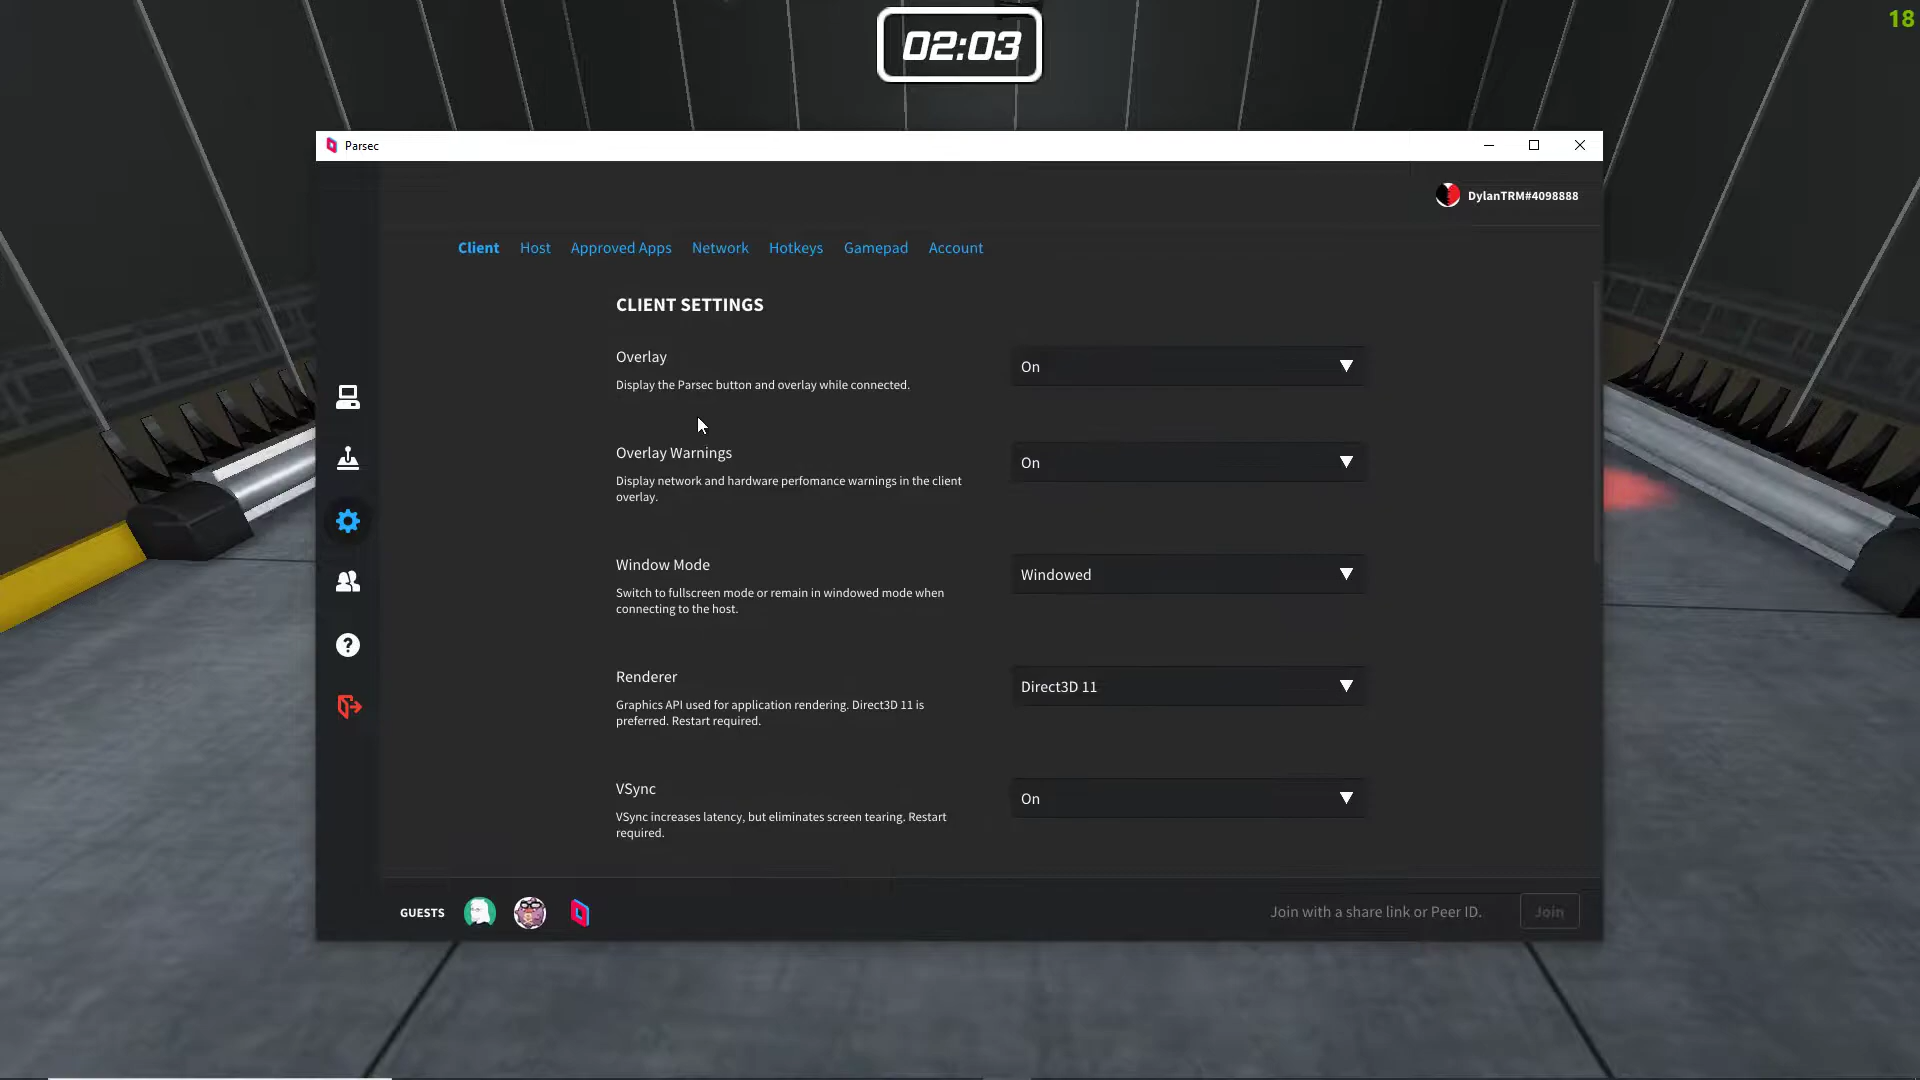 02:03
18
Parsec
DylanTRM#4098888
Client Host Approved Apps Network Hotkeys Gamepad Account
CLIENT SETTINGS
Overlay
Display the Parsec button and overlay while connected.
On
Overlay Warnings
Display network and hardware perfomance warnings in the client
overlay.
On
Window Mode
Switch to fullscreen mode or remain in windowed mode when
connecting to the host.
Windowed
Renderer
Graphics API used for application rendering. Direct3D 11 is
preferred. Restart required.
Direct3D 11
VSync
VSync increases latency, but eliminates screen tearing. Restart
required.
On
GUESTS
Join with a share link or Peer ID.
Join